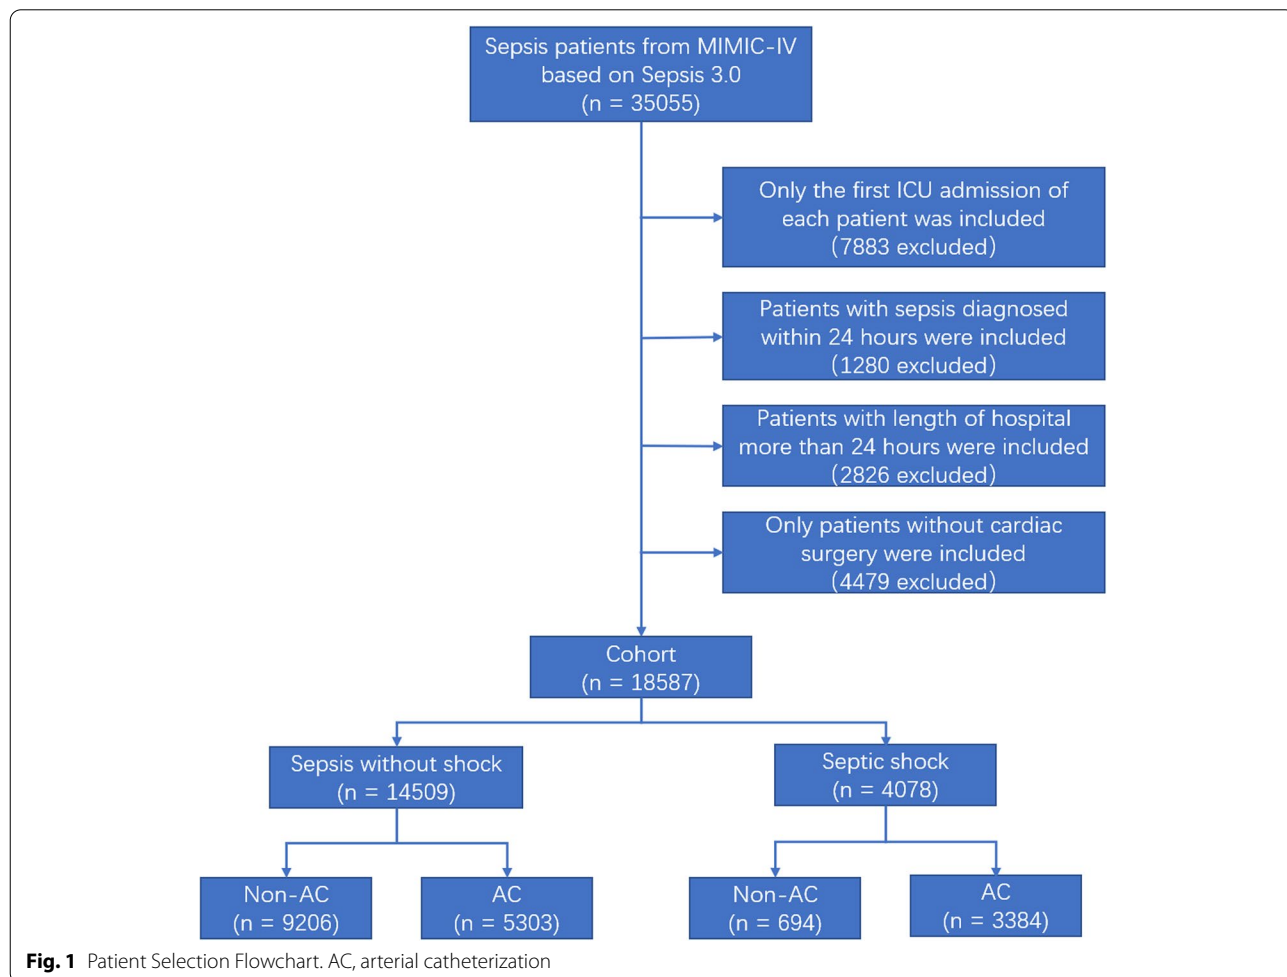 Sepsis patients from MIMIC-IV
based on Sepsis 3.0
(n = 35055)
Only the first ICU admission of
each patient was included
(7883 excluded)
Patients with sepsis diagnosed
within 24 hours were included
(1280 excluded)
Patients with length of hospital
more than 24 hours were included
(2826 excluded)
Only patients without cardiac
surgery were included
(4479 excluded)
Cohort
(n = 18587)
Sepsis without shock
(n = 14509)
Septic shock
(n = 4078)
Non-AC
(n = 9206)
AC
(n = 5303)
Non-AC
(n = 694)
AC
(n = 3384)
Fig. 1 Patient Selection Flowchart. AC, arterial catheterization